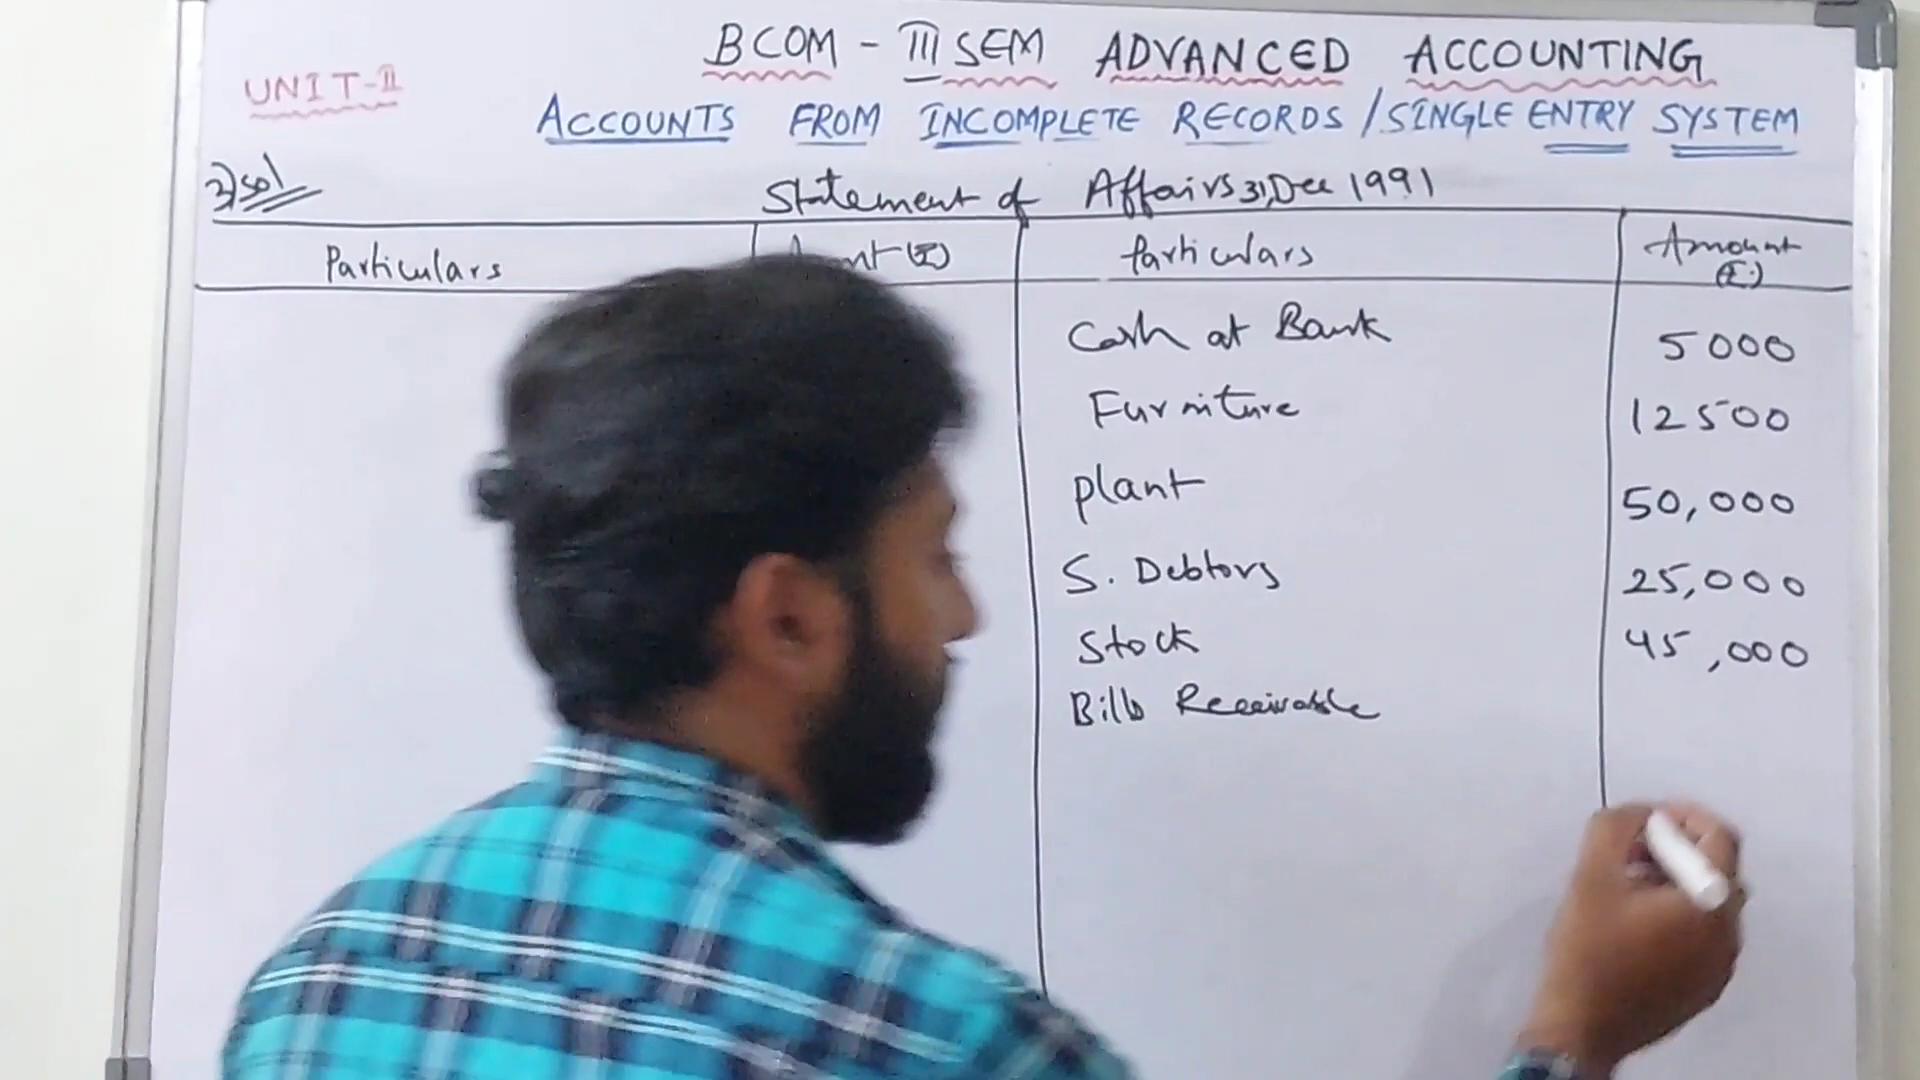 BCOM - III SEM ADVANCED ACCOUNTING
UNIT-II
ACCOUNTS FROM INCOMPLETE RECORDS / SINGLE ENTRY SYSTEM
2) sol
Statement of Affairs 31, Dec 1991
Particulars (₹) Particulars Amount (₹)
Cash at Bank 5000
Furniture 12500
plant 50,000
S. Debtors 25,000
Stock 45,000
Bills Receivable